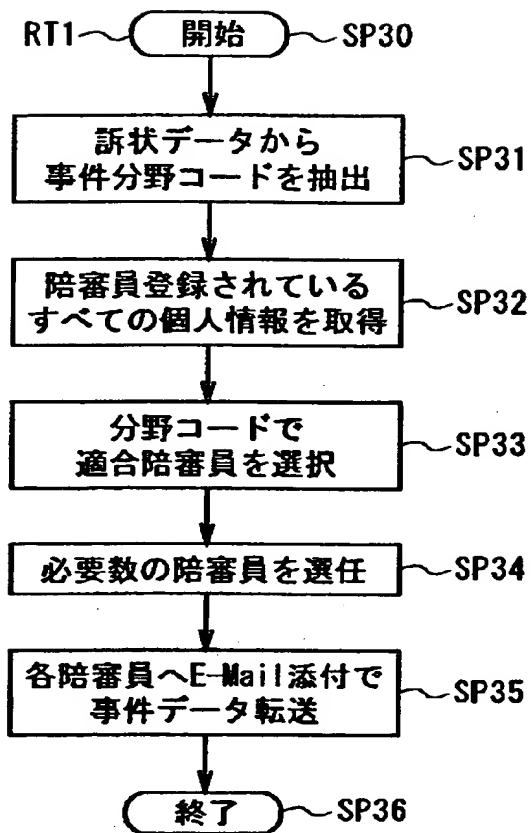 RT1 開始 SP30
訴状データから
事件分野コードを抽出 SP31
陪審員登録されている
すべての個人情報を取得 SP32
分野コードで
適合陪審員を選択 SP33
必要数の陪審員を選任 SP34
各陪審員へE-Mail添付で
事件データ転送 SP35
終了 SP36